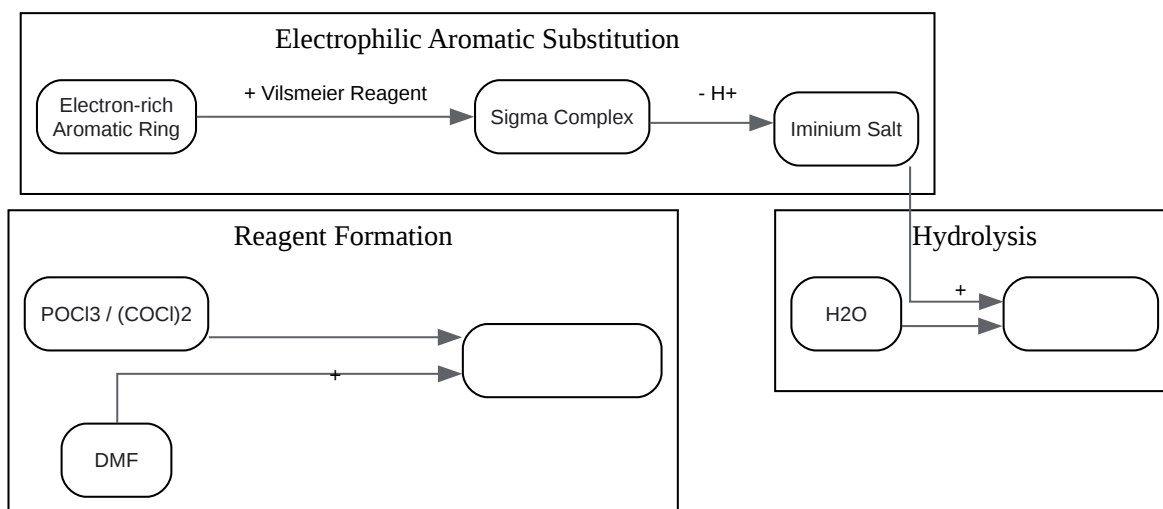 Electrophilic Aromatic Substitution
Electron-rich
Aromatic Ring
+ Vilsmeier Reagent
Sigma Complex
- H+
Iminium Salt
Reagent Formation
POCl3 / (COCl)2
+
DMF
Hydrolysis
H2O
+